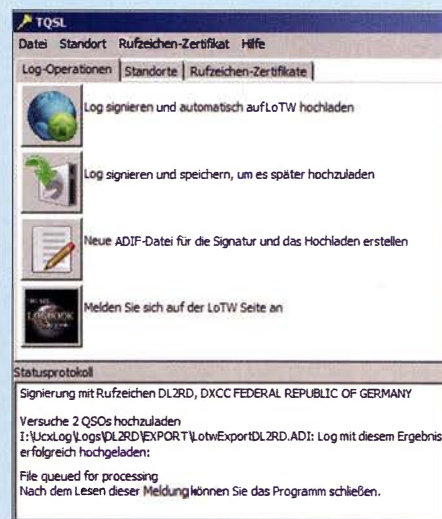 TQSL
Datei Standort Rufzeichen-Zertifikat Hilfe
Log-Operationen Standorte Rufzeichen-Zertifikate
Log signieren und automatisch auf LoTW hochladen
Log signieren und speichern, um es später hochzuladen
Neue ADIF-Datei für die Signatur und das Hochladen erstellen
LOGBOOK
Melden Sie sich auf der LoTW Seite an
Statusprotokoll
Signierung mit Rufzeichen DL2RD, DXCC FEDERAL REPUBLIC OF GERMANY
Versuche 2 QSOs hochzuladen
I:\UcxLog\Logs\DL2RD\EXPORT\LotwExportDL2RD.ADI: Log mit diesem Ergebnis
erfolgreich hochgeladen:
File queued for processing
Nach dem Lesen dieser Meldung können Sie das Programm schließen.